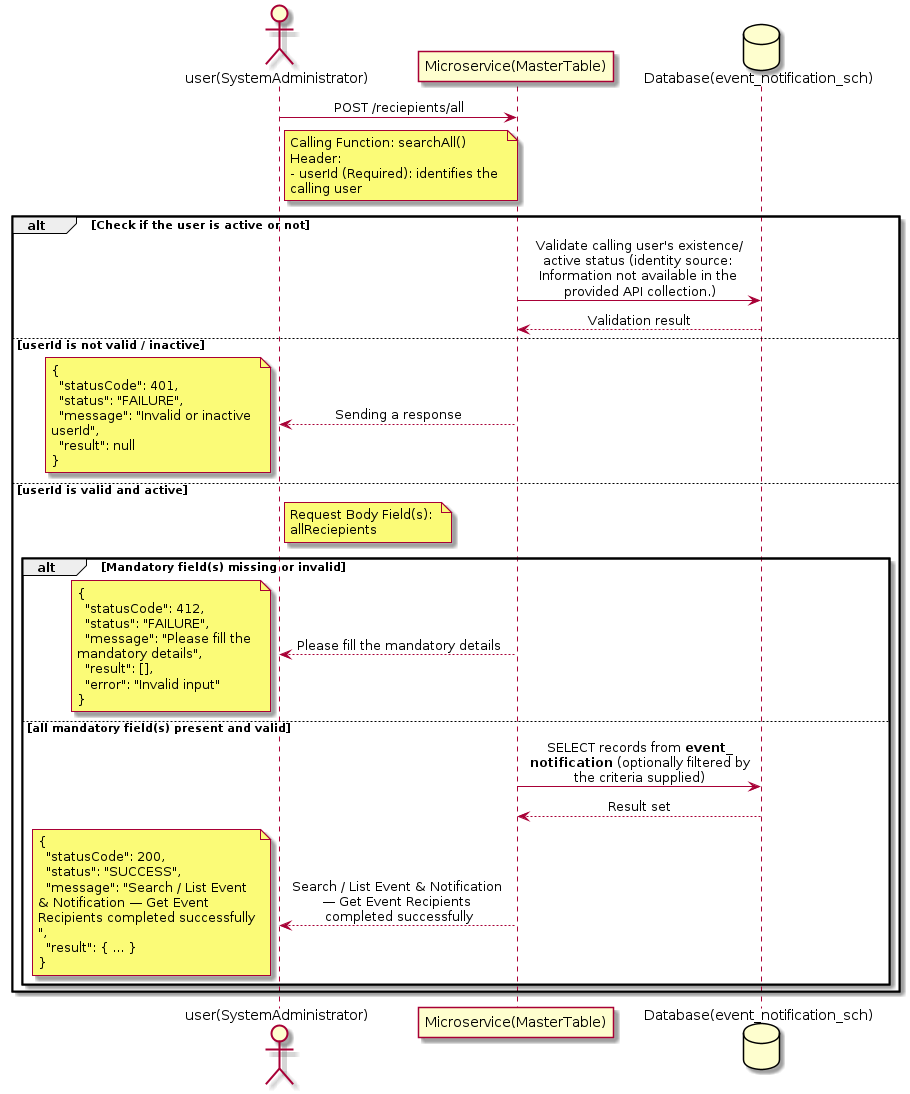 user(SystemAdministrator)
Microservice(MasterTable)
Database(event_notification_sch)
POST /reciepients/all
Calling Function: searchAll()
Header:
- userId (Required): identifies the
calling user
alt
[Check if the user is active or not]
Validate calling user's existence/
active status (identity source:
Information not available in the
provided API collection.)
Validation result
[userId is not valid / inactive]
{
"statusCode": 401,
"status": "FAILURE",
"message": "Invalid or inactive
userId",
"result": null
}
Sending a response
[userId is valid and active]
Request Body Field(s):
allReciepients
alt
[Mandatory field(s) missing or invalid]
{
"statusCode": 412,
"status": "FAILURE",
"message": "Please fill the
mandatory details",
"result": [],
"error": "Invalid input"
}
Please fill the mandatory details
[all mandatory field(s) present and valid]
SELECT records from event_
notification (optionally filtered by
the criteria supplied)
Result set
{
"statusCode": 200,
"status": "SUCCESS",
"message": "Search / List Event
& Notification — Get Event
Recipients completed successfully
",
"result": { ... }
}
Search / List Event & Notification
— Get Event Recipients
completed successfully
user(SystemAdministrator)
Microservice(MasterTable)
Database(event_notification_sch)